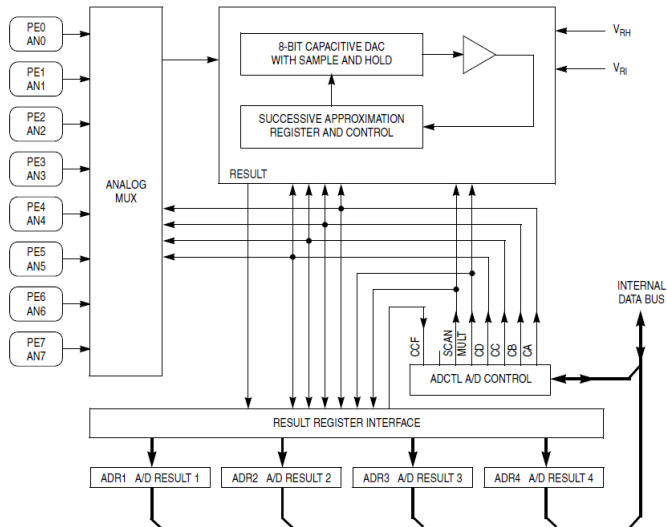 PE0
AN0
PE1
AN1
PE2
AN2
PE3
AN3
PE4
AN4
PE5
AN5
PE6
AN6
PE7
AN7
ANALOG
MUX
8-BIT CAPACITIVE DAC
WITH SAMPLE AND HOLD
SUCCESSIVE APPROXIMATION
REGISTER AND CONTROL
RESULT
VRH
VRI
INTERNAL
DATA BUS
CCF
SCAN
MULT
CD
CC
CB
CA
ADCTL A/D CONTROL
RESULT REGISTER INTERFACE
ADR1 A/D RESULT 1
ADR2 A/D RESULT 2
ADR3 A/D RESULT 3
ADR4 A/D RESULT 4